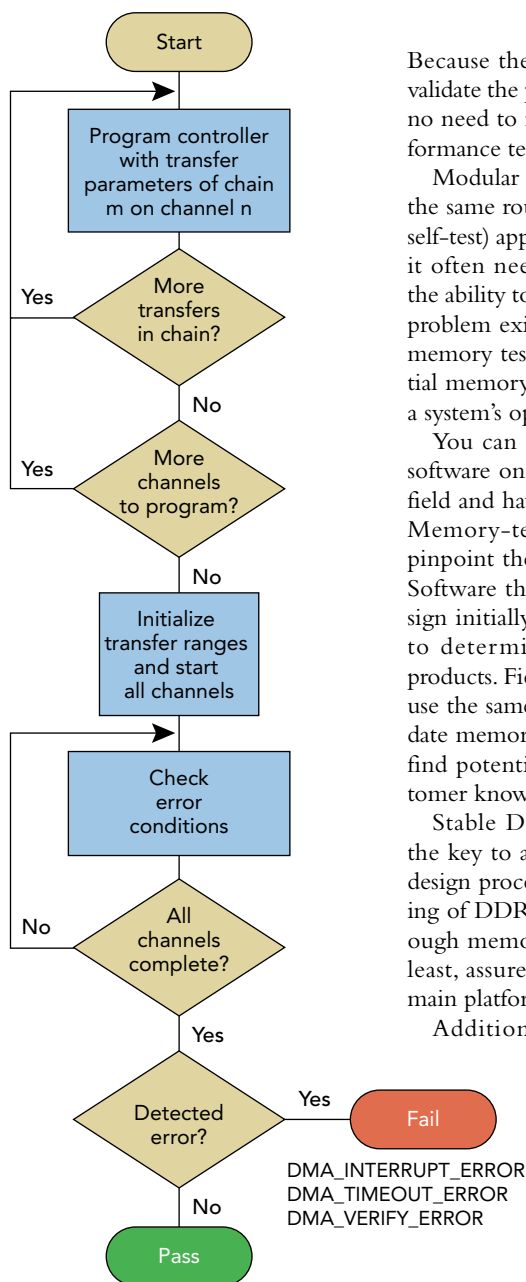 Start
Program controller
with transfer
parameters of chain
m on channel n
Yes
More
transfers
in chain?
No
Yes
More
channels
to program?
No
Initialize
transfer ranges
and start
all channels
Check
error
conditions
No
All
channels
complete?
Yes
Detected
error?
Yes
Fail
DMA_INTERRUPT_ERROR
DMA_TIMEOUT_ERROR
DMA_VERIFY_ERROR
No
Pass
Because the
validate the
no need to
formance te
Modular
the same rou
self-test) app
it often nee
the ability to
problem exi
memory tes
tial memory
a system's op
You can
software on
field and ha
Memory-te
pinpoint the
Software th
sign initially
to determi
products. Fi
use the same
date memor
find potenti
tomer know
Stable D
the key to a
design proce
ing of DDR
ough memo
least, assure
main platfor
Addition